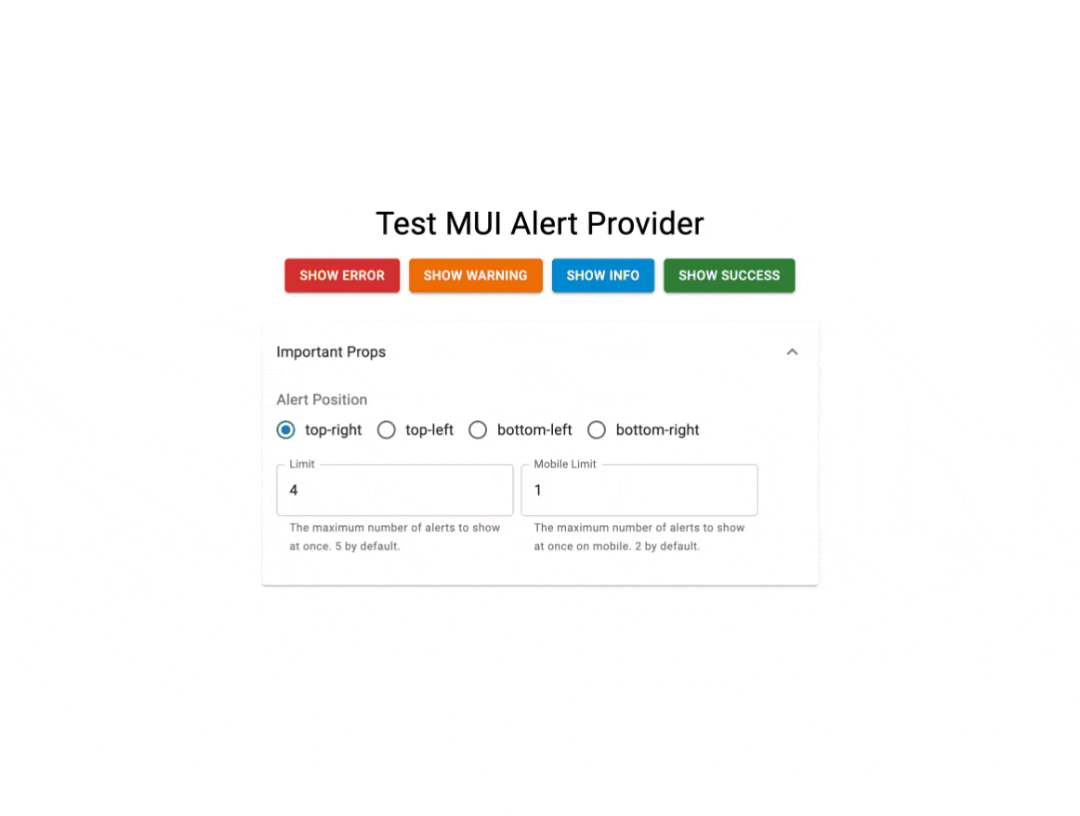 Test MUI Alert Provider
SHOW ERROR SHOW WARNING SHOW INFO SHOW SUCCESS
Important Props
Alert Position
top-right top-left bottom-left bottom-right
Limit Mobile Limit
4 1
The maximum number of alerts to show
at once. 5 by default.
The maximum number of alerts to show
at once on mobile. 2 by default.